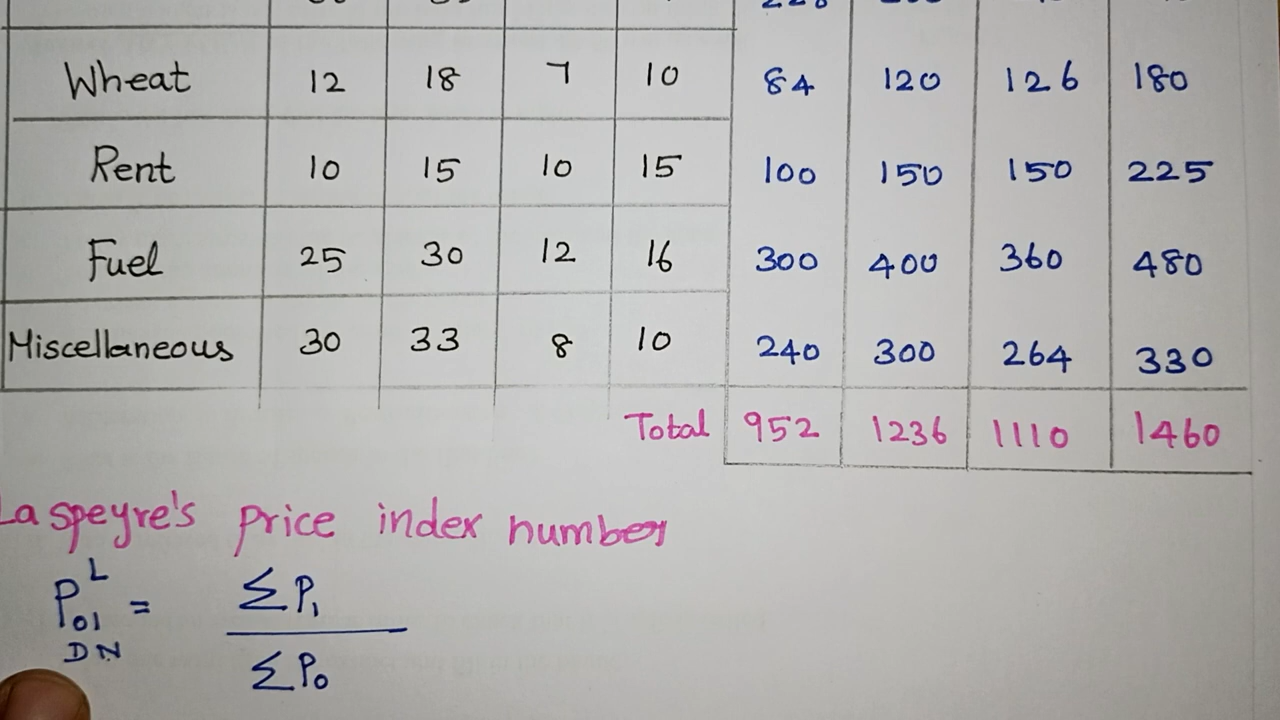 Wheat 12 18 7 10 84 120 126 180
Rent 10 15 10 15 100 150 150 225
Fuel 25 30 12 16 300 400 360 480
Miscellaneous 30 33 8 10 240 300 264 330
Total 952 1236 1110 1460
Laspeyre's price index number
P₀₁ᴸ = ΣP₁
DN ΣP₀